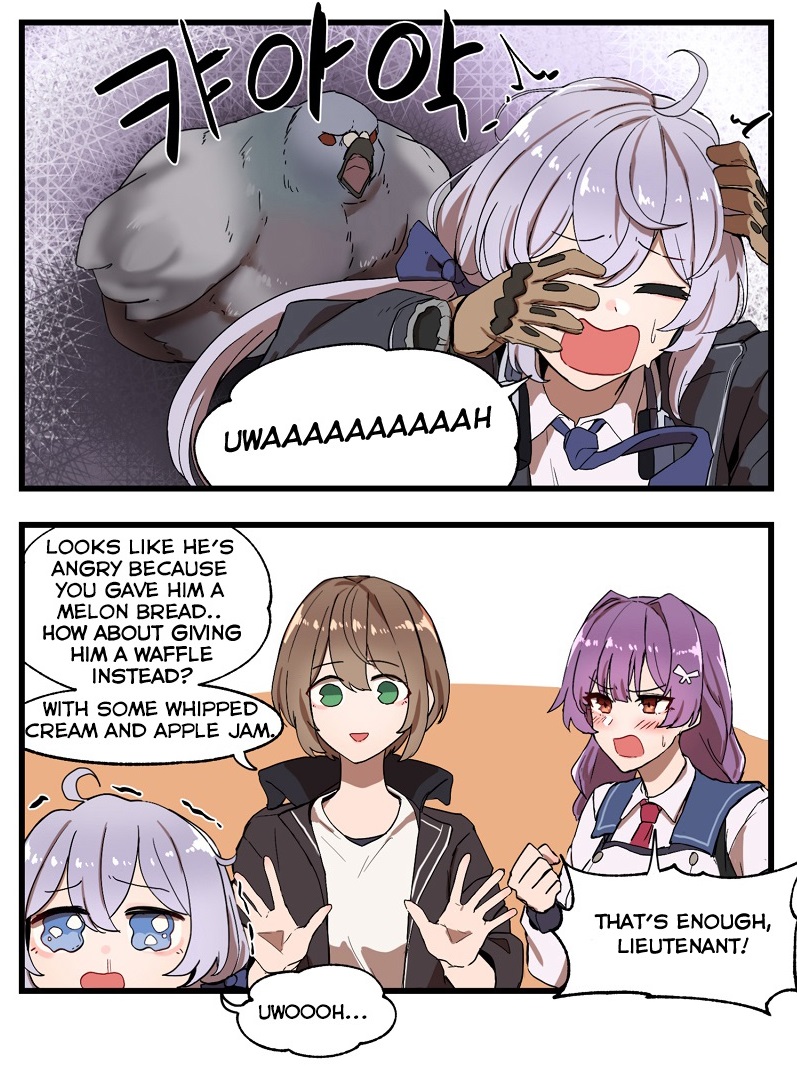 캬아악
UWAAAAAAAAAAH
LOOKS LIKE HE'S
ANGRY BECAUSE
YOU GAVE HIM A
MELON BREAD..
HOW ABOUT GIVING
HIM A WAFFLE
INSTEAD?
WITH SOME WHIPPED
CREAM AND APPLE JAM.
THAT'S ENOUGH,
LIEUTENANT!
UWOOOH...